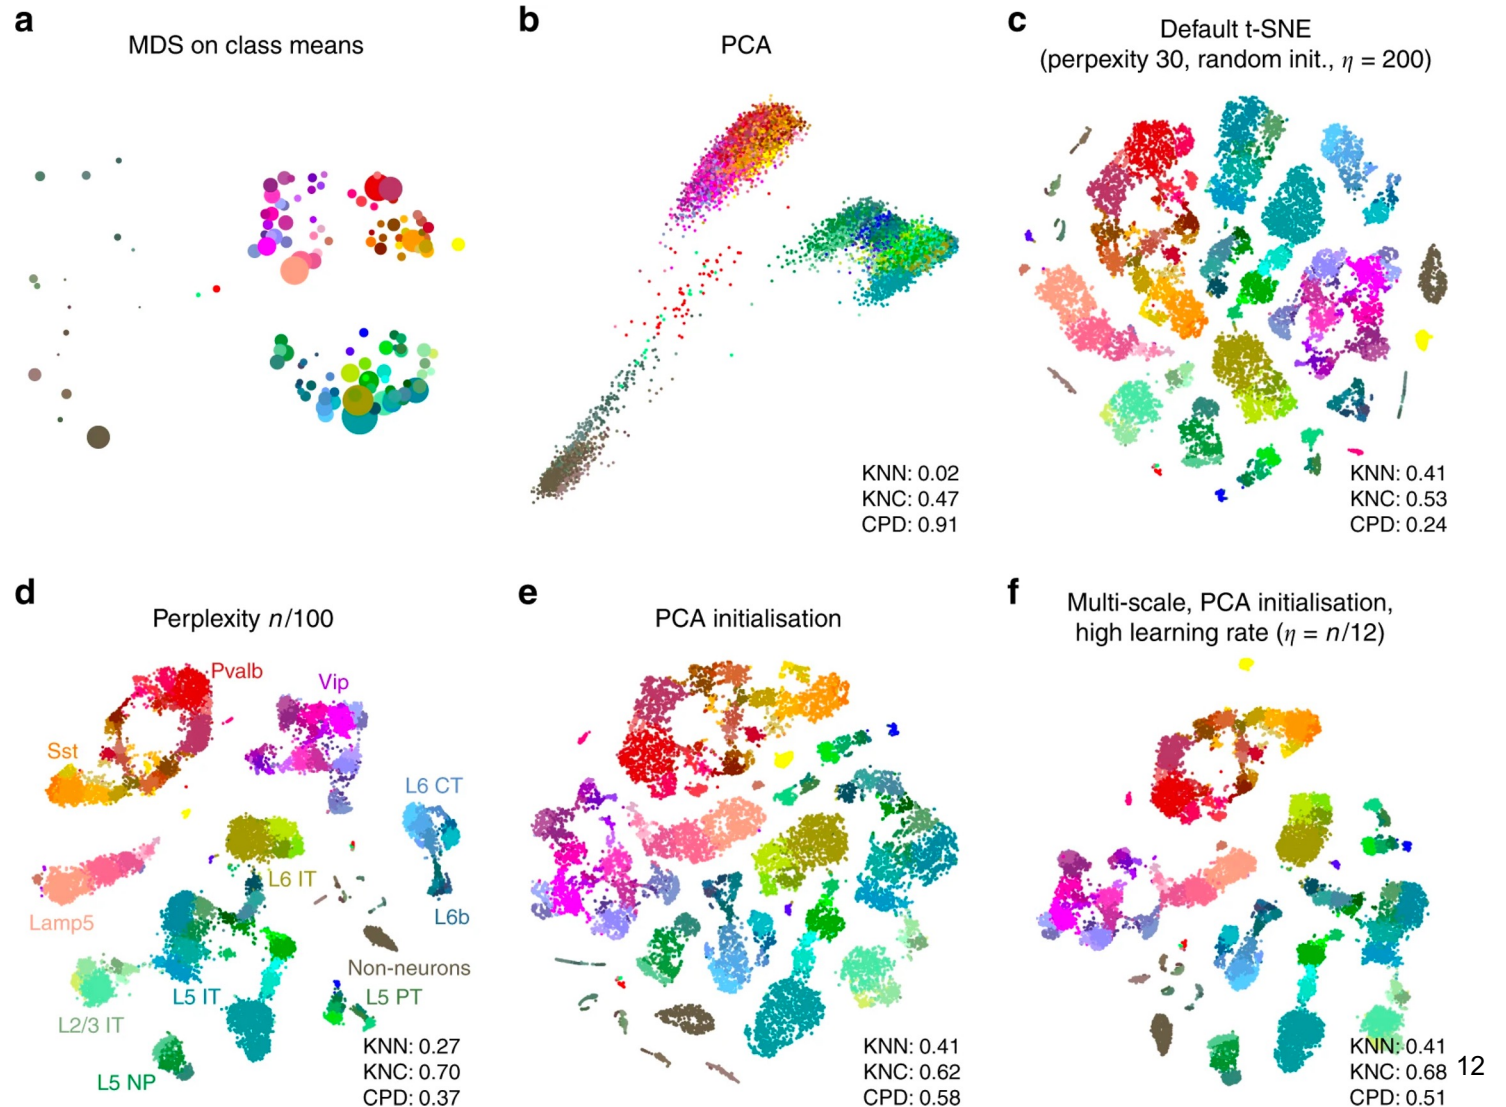 a
MDS on class means
b
PCA
c
Default t-SNE
(perpexity 30, random init., η = 200)
KNN: 0.02
KNC: 0.47
CPD: 0.91
KNN: 0.41
KNC: 0.53
CPD: 0.24
d
Perplexity n/100
Pvalb
Vip
Sst
L6 CT
L6 IT
Lamp5
L6b
Non-neurons
L5 IT
L5 PT
L2/3 IT
L5 NP
KNN: 0.27
KNC: 0.70
CPD: 0.37
e
PCA initialisation
KNN: 0.41
KNC: 0.62
CPD: 0.58
f
Multi-scale, PCA initialisation,
high learning rate (η = n/12)
KNN: 0.41
KNC: 0.68
CPD: 0.51
12